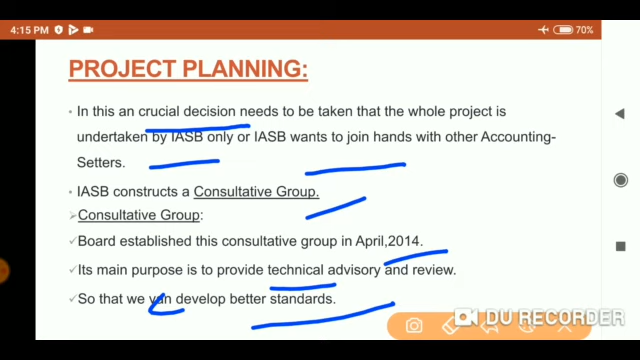 4:15 PM
70%
PROJECT PLANNING:
• In this an crucial decision needs to be taken that the whole project is
undertaken by IASB only or IASB wants to join hands with other Accounting-
Setters.
• IASB constructs a Consultative Group.
➢Consultative Group:
✓ Board established this consultative group in April,2014.
✓ Its main purpose is to provide technical advisory and review.
✓ So that we van develop better standards.
DU RECORDER